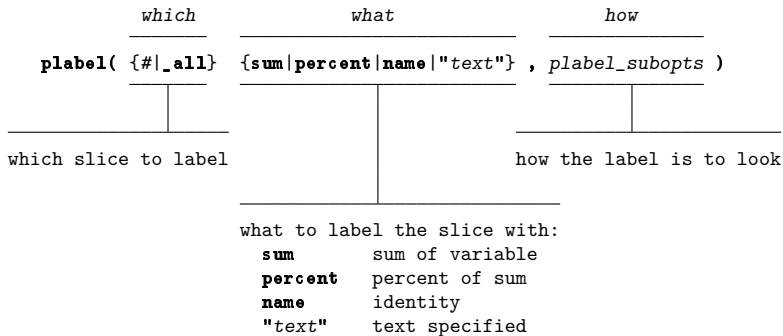 which what how
plabel( {#|_all} {sum|percent|name|"text"} , plabel_subopts )
which slice to label how the label is to look
what to label the slice with:
sum sum of variable
percent percent of sum
name identity
"text" text specified